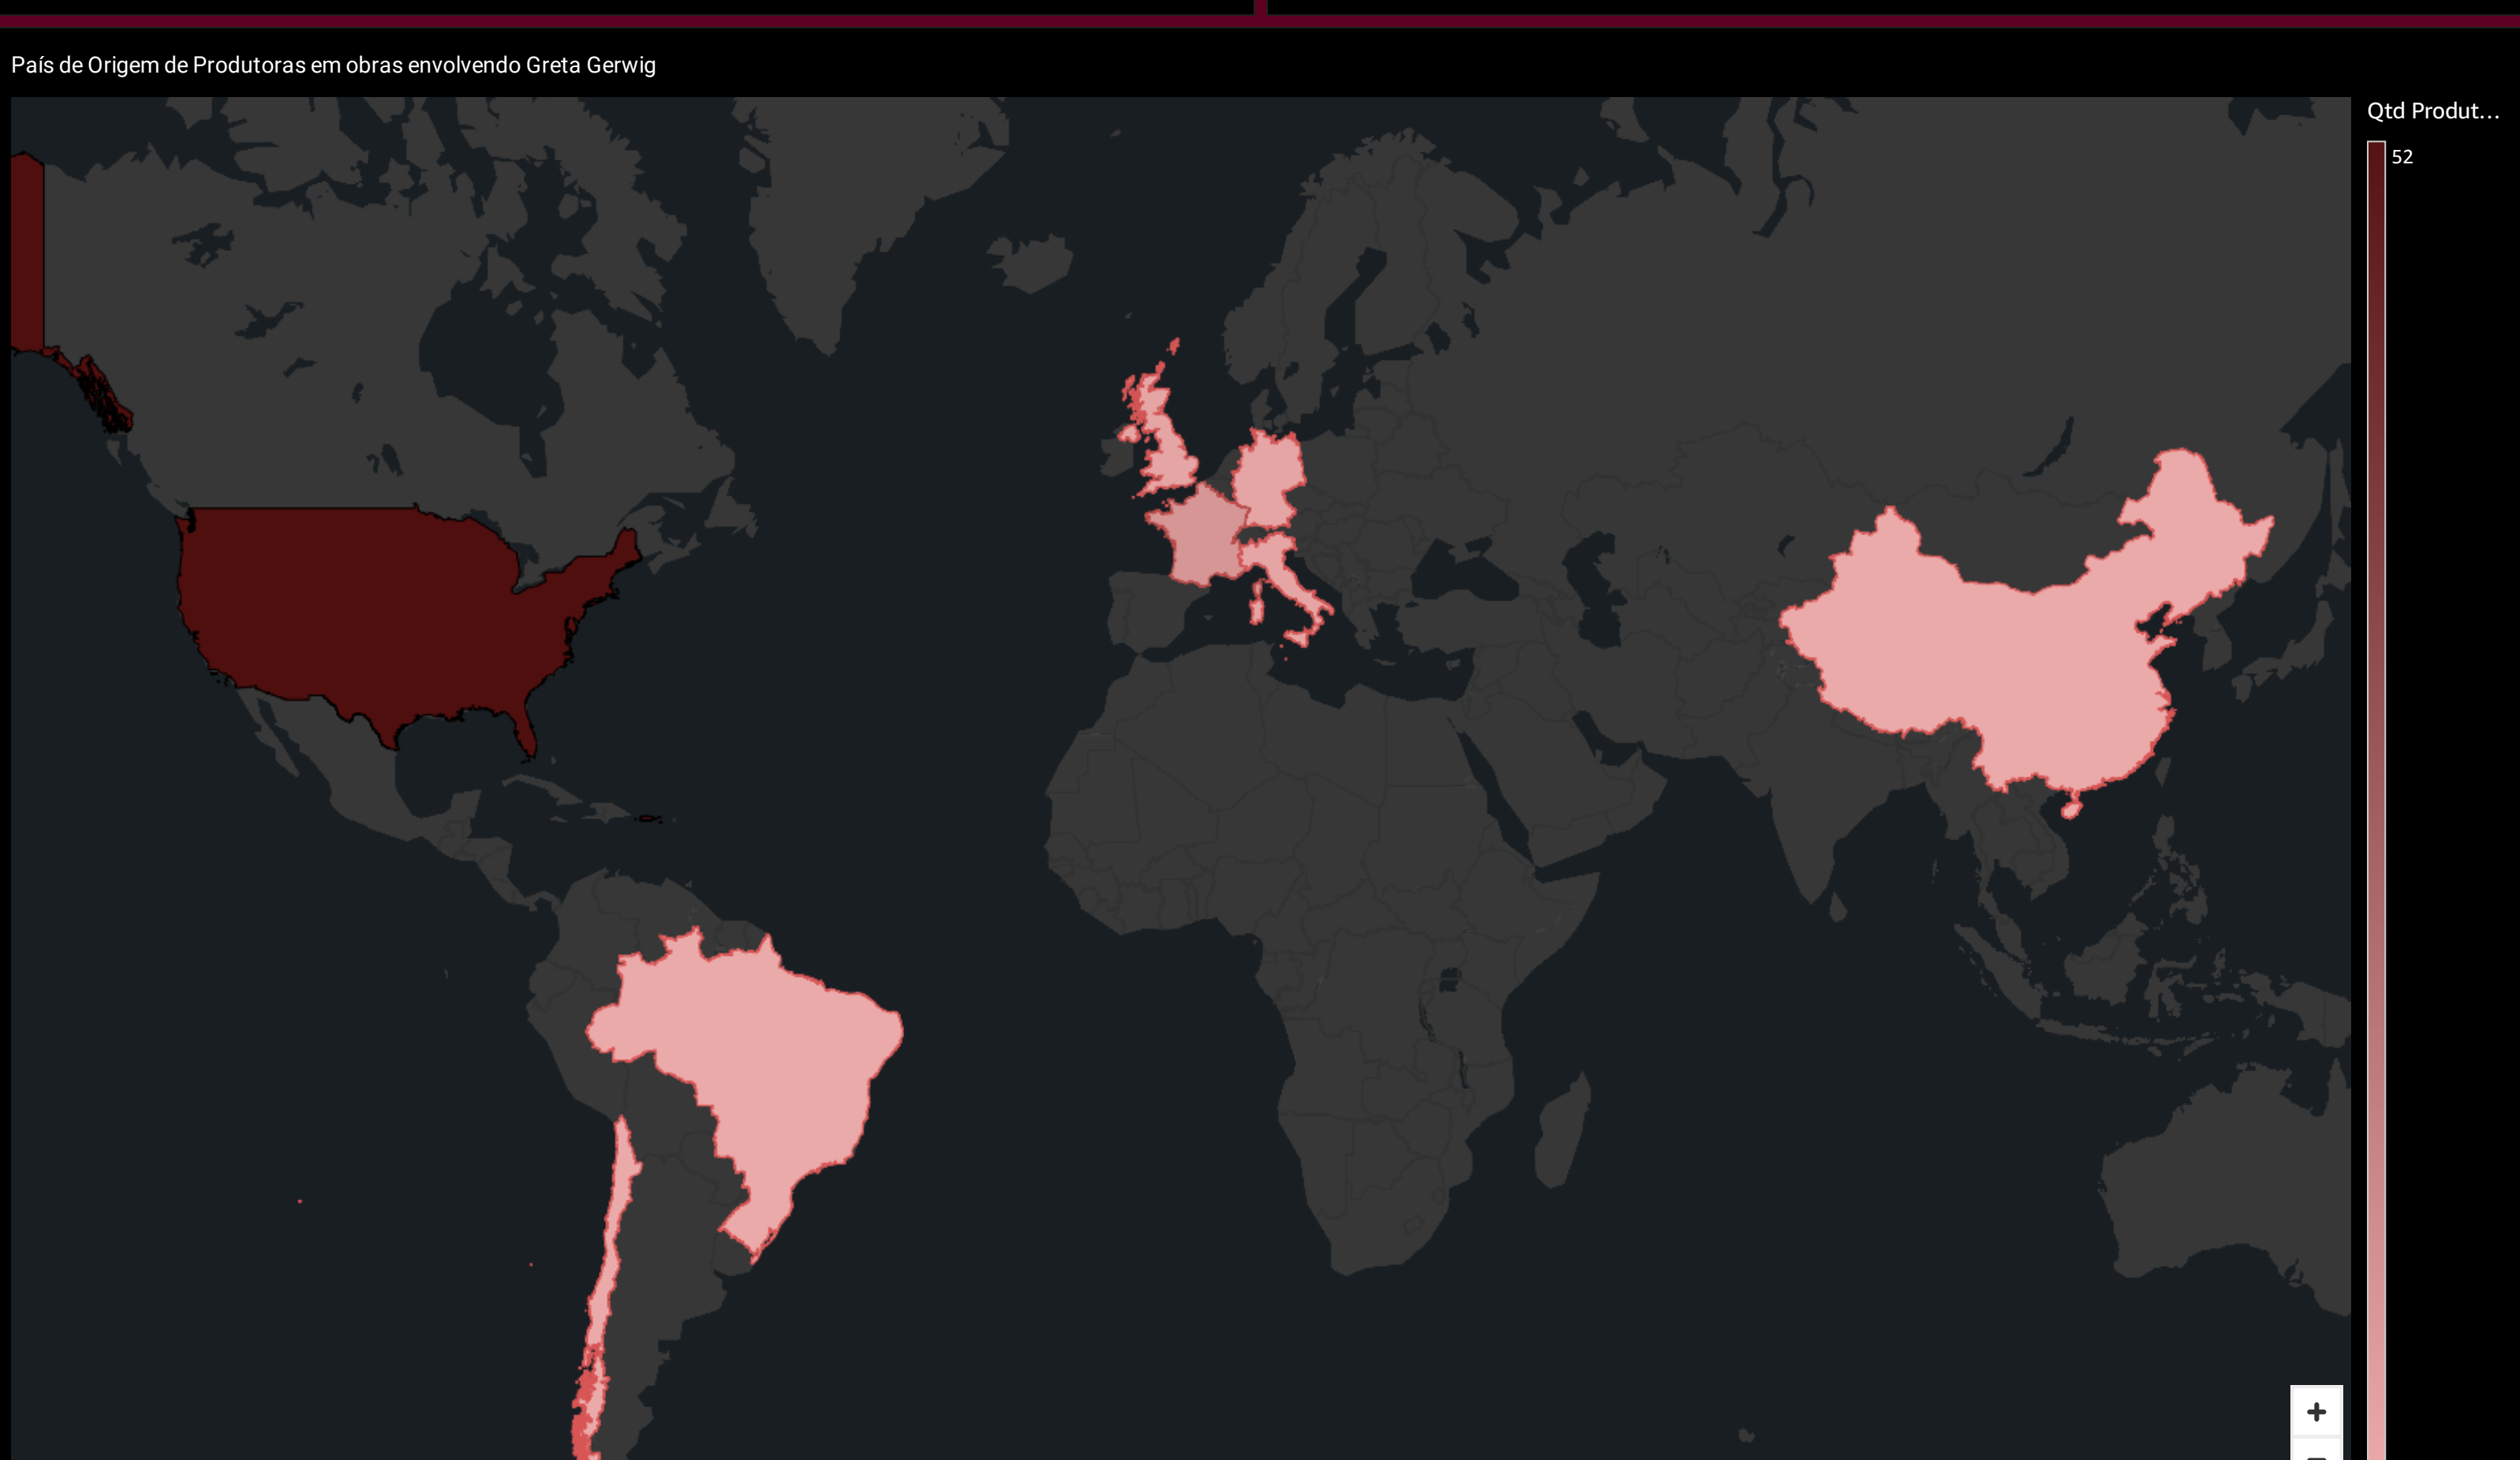 País de Origem de Produtoras em obras envolvendo Greta Gerwig
Qtd Produt...
52
+